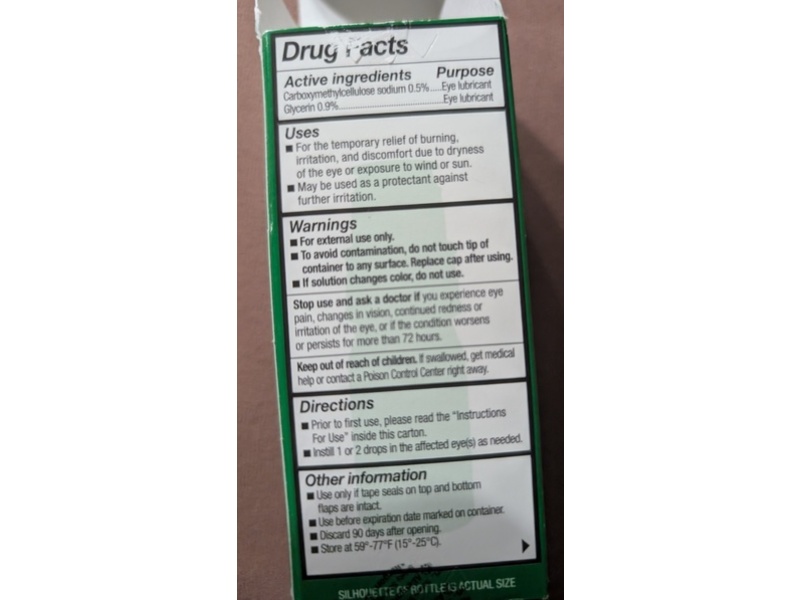 Drug Facts
Active ingredients Purpose
Carboxymethylcellulose sodium 0.5%....Eye lubricant
Glycerin 0.9%..........................................Eye lubricant
Uses
■ For the temporary relief of burning,
irritation, and discomfort due to dryness
of the eye or exposure to wind or sun.
■ May be used as a protectant against
further irritation.
Warnings
■ For external use only.
■ To avoid contamination, do not touch tip of
container to any surface. Replace cap after using.
■ If solution changes color, do not use.
Stop use and ask a doctor if you experience eye
pain, changes in vision, continued redness or
irritation of the eye, or if the condition worsens
or persists for more than 72 hours.
Keep out of reach of children. If swallowed, get medical
help or contact a Poison Control Center right away.
Directions
■ Prior to first use, please read the "Instructions
For Use" inside this carton.
■ Instill 1 or 2 drops in the affected eye(s) as needed.
Other information
■ Use only if tape seals on top and bottom
flaps are intact.
■ Use before expiration date marked on container.
■ Discard 90 days after opening.
■ Store at 59°-77°F (15°-25°C).
SILHOUETTE OF BOTTLE IS ACTUAL SIZE